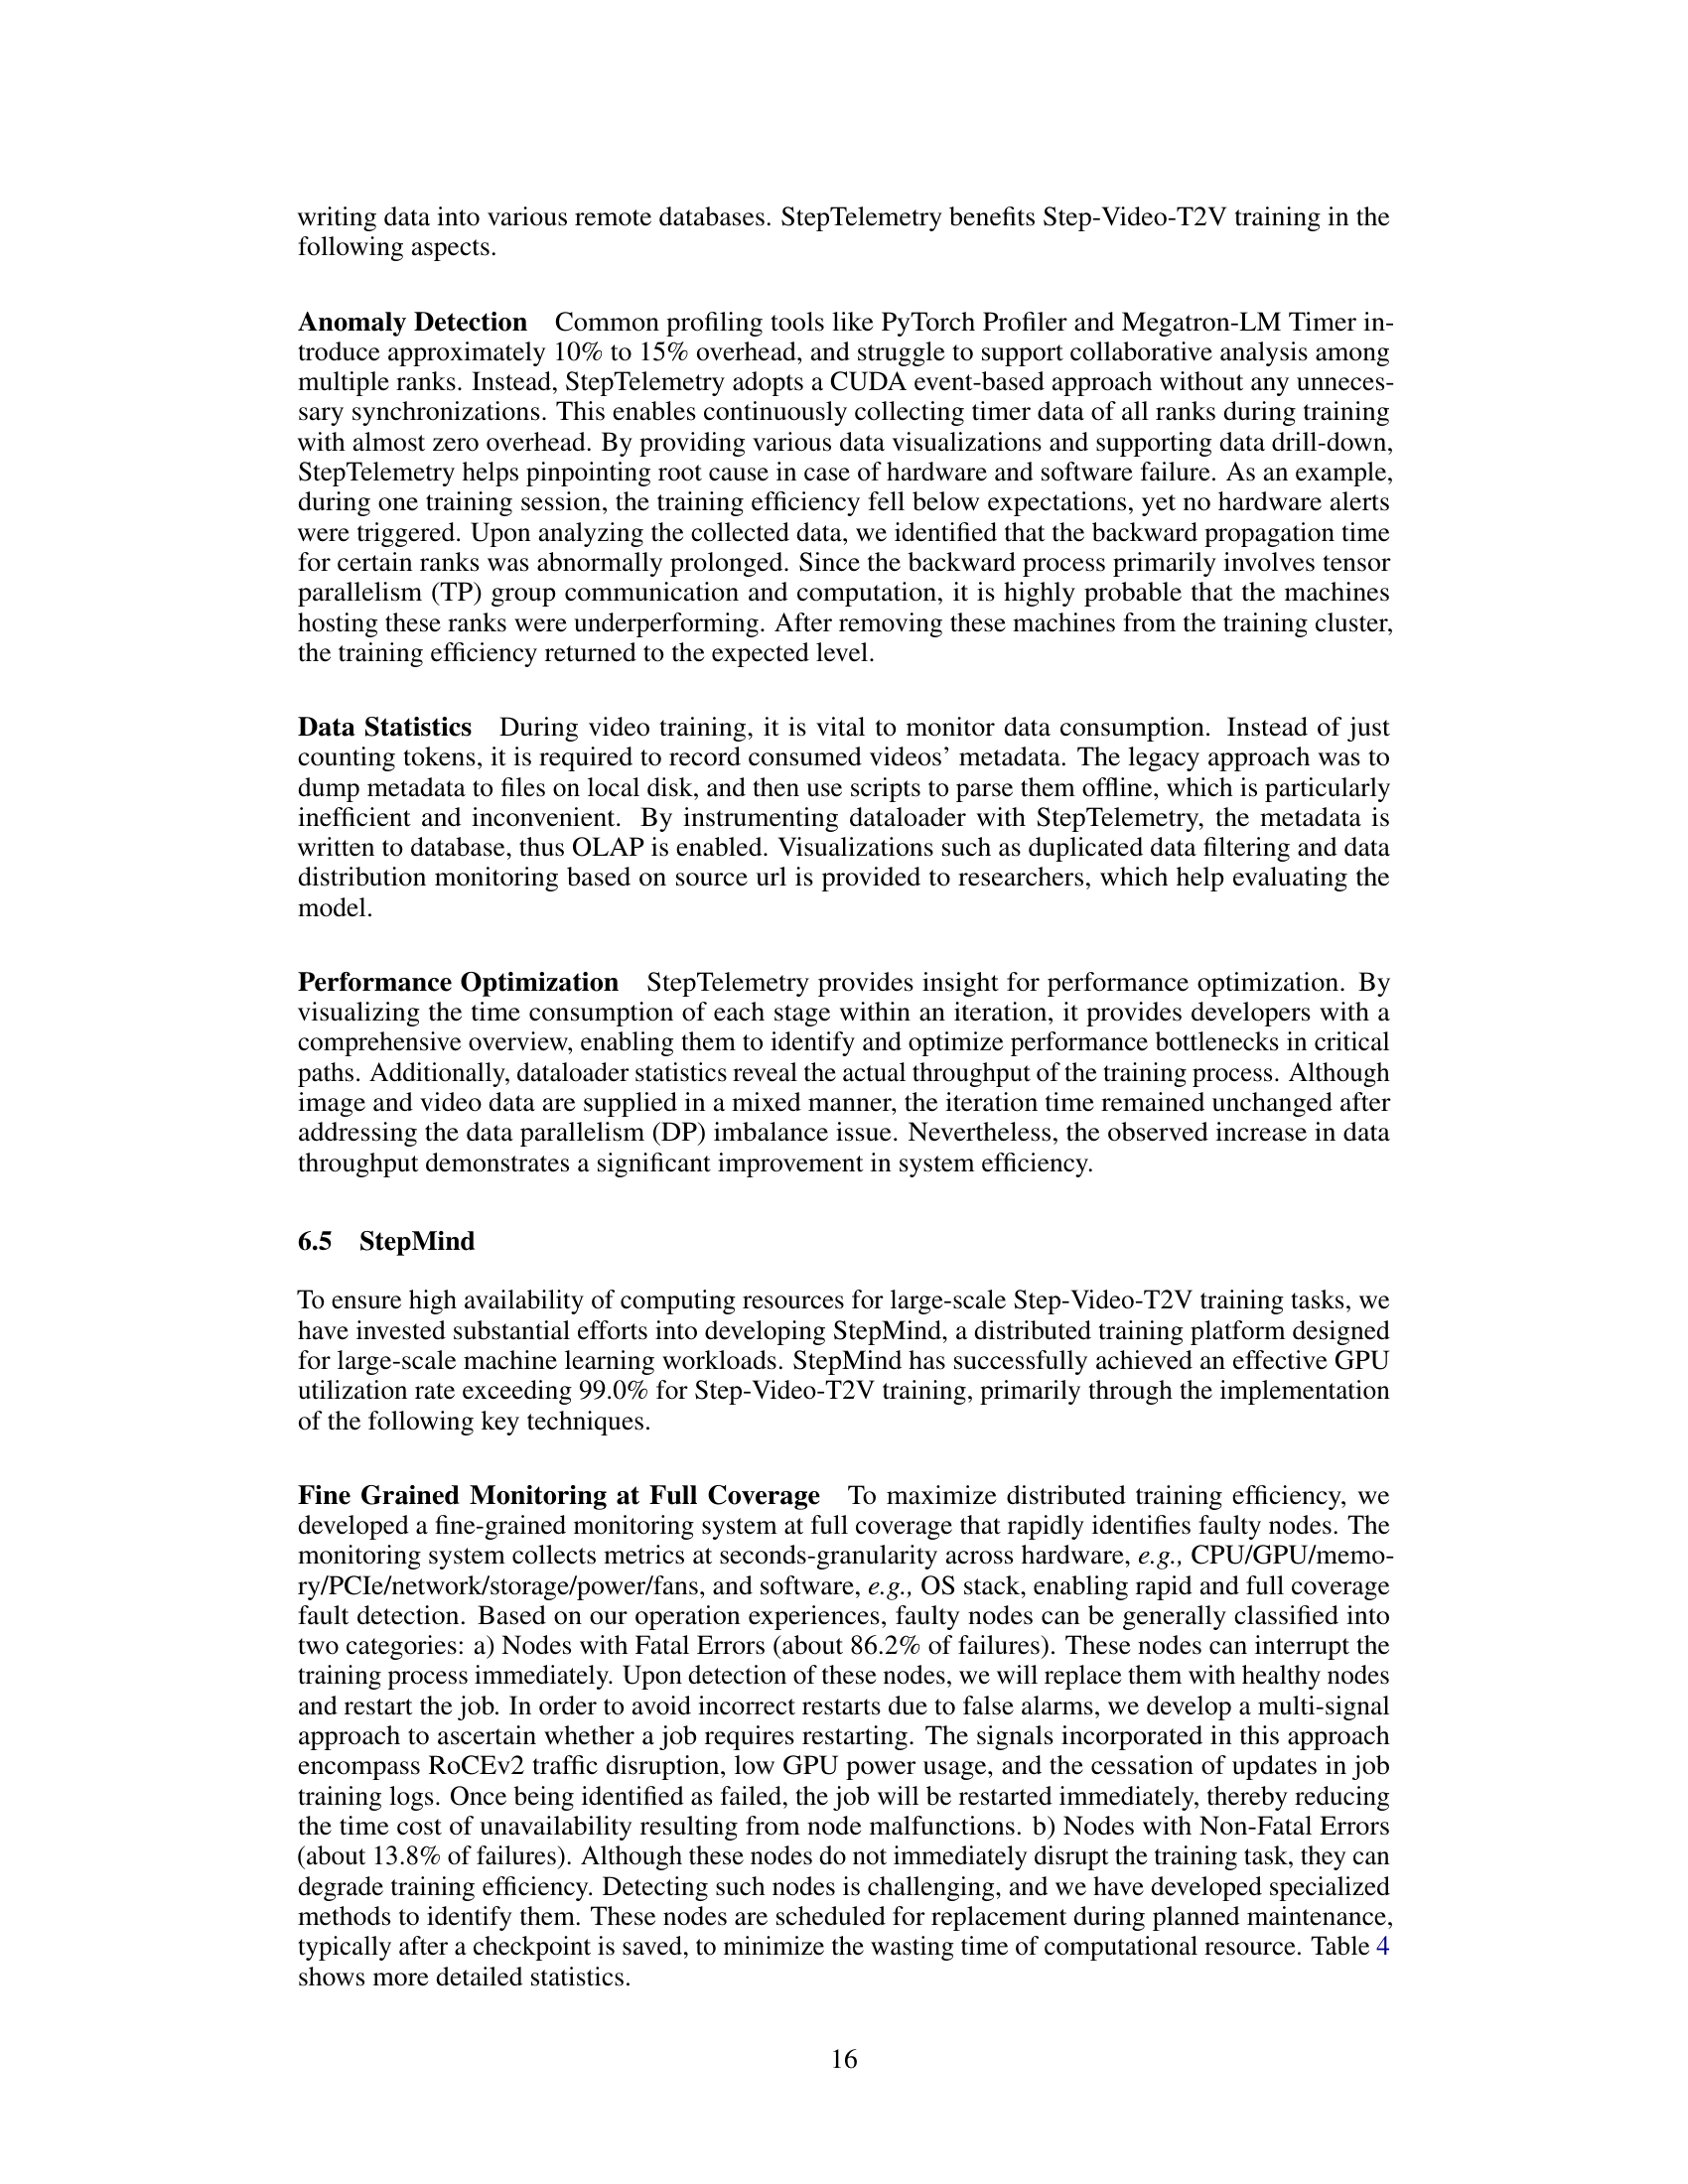 writing data into various remote databases. StepTelemetry benefits Step-Video-T2V training in the
following aspects.
Anomaly Detection Common profiling tools like PyTorch Profiler and Megatron-LM Timer in-
troduce approximately 10% to 15% overhead, and struggle to support collaborative analysis among
multiple ranks. Instead, StepTelemetry adopts a CUDA event-based approach without any unneces-
sary synchronizations. This enables continuously collecting timer data of all ranks during training
with almost zero overhead. By providing various data visualizations and supporting data drill-down,
StepTelemetry helps pinpointing root cause in case of hardware and software failure. As an example,
during one training session, the training efficiency fell below expectations, yet no hardware alerts
were triggered. Upon analyzing the collected data, we identified that the backward propagation time
for certain ranks was abnormally prolonged. Since the backward process primarily involves tensor
parallelism (TP) group communication and computation, it is highly probable that the machines
hosting these ranks were underperforming. After removing these machines from the training cluster,
the training efficiency returned to the expected level.
Data Statistics During video training, it is vital to monitor data consumption. Instead of just
counting tokens, it is required to record consumed videos’ metadata. The legacy approach was to
dump metadata to files on local disk, and then use scripts to parse them offline, which is particularly
inefficient and inconvenient. By instrumenting dataloader with StepTelemetry, the metadata is
written to database, thus OLAP is enabled. Visualizations such as duplicated data filtering and data
distribution monitoring based on source url is provided to researchers, which help evaluating the
model.
Performance Optimization StepTelemetry provides insight for performance optimization. By
visualizing the time consumption of each stage within an iteration, it provides developers with a
comprehensive overview, enabling them to identify and optimize performance bottlenecks in critical
paths. Additionally, dataloader statistics reveal the actual throughput of the training process. Although
image and video data are supplied in a mixed manner, the iteration time remained unchanged after
addressing the data parallelism (DP) imbalance issue. Nevertheless, the observed increase in data
throughput demonstrates a significant improvement in system efficiency.
6.5 StepMind
To ensure high availability of computing resources for large-scale Step-Video-T2V training tasks, we
have invested substantial efforts into developing StepMind, a distributed training platform designed
for large-scale machine learning workloads. StepMind has successfully achieved an effective GPU
utilization rate exceeding 99.0% for Step-Video-T2V training, primarily through the implementation
of the following key techniques.
Fine Grained Monitoring at Full Coverage To maximize distributed training efficiency, we
developed a fine-grained monitoring system at full coverage that rapidly identifies faulty nodes. The
monitoring system collects metrics at seconds-granularity across hardware, e.g., CPU/GPU/memo-
ry/PCIe/network/storage/power/fans, and software, e.g., OS stack, enabling rapid and full coverage
fault detection. Based on our operation experiences, faulty nodes can be generally classified into
two categories: a) Nodes with Fatal Errors (about 86.2% of failures). These nodes can interrupt the
training process immediately. Upon detection of these nodes, we will replace them with healthy nodes
and restart the job. In order to avoid incorrect restarts due to false alarms, we develop a multi-signal
approach to ascertain whether a job requires restarting. The signals incorporated in this approach
encompass RoCEv2 traffic disruption, low GPU power usage, and the cessation of updates in job
training logs. Once being identified as failed, the job will be restarted immediately, thereby reducing
the time cost of unavailability resulting from node malfunctions. b) Nodes with Non-Fatal Errors
(about 13.8% of failures). Although these nodes do not immediately disrupt the training task, they can
degrade training efficiency. Detecting such nodes is challenging, and we have developed specialized
methods to identify them. These nodes are scheduled for replacement during planned maintenance,
typically after a checkpoint is saved, to minimize the wasting time of computational resource. Table 4
shows more detailed statistics.
16